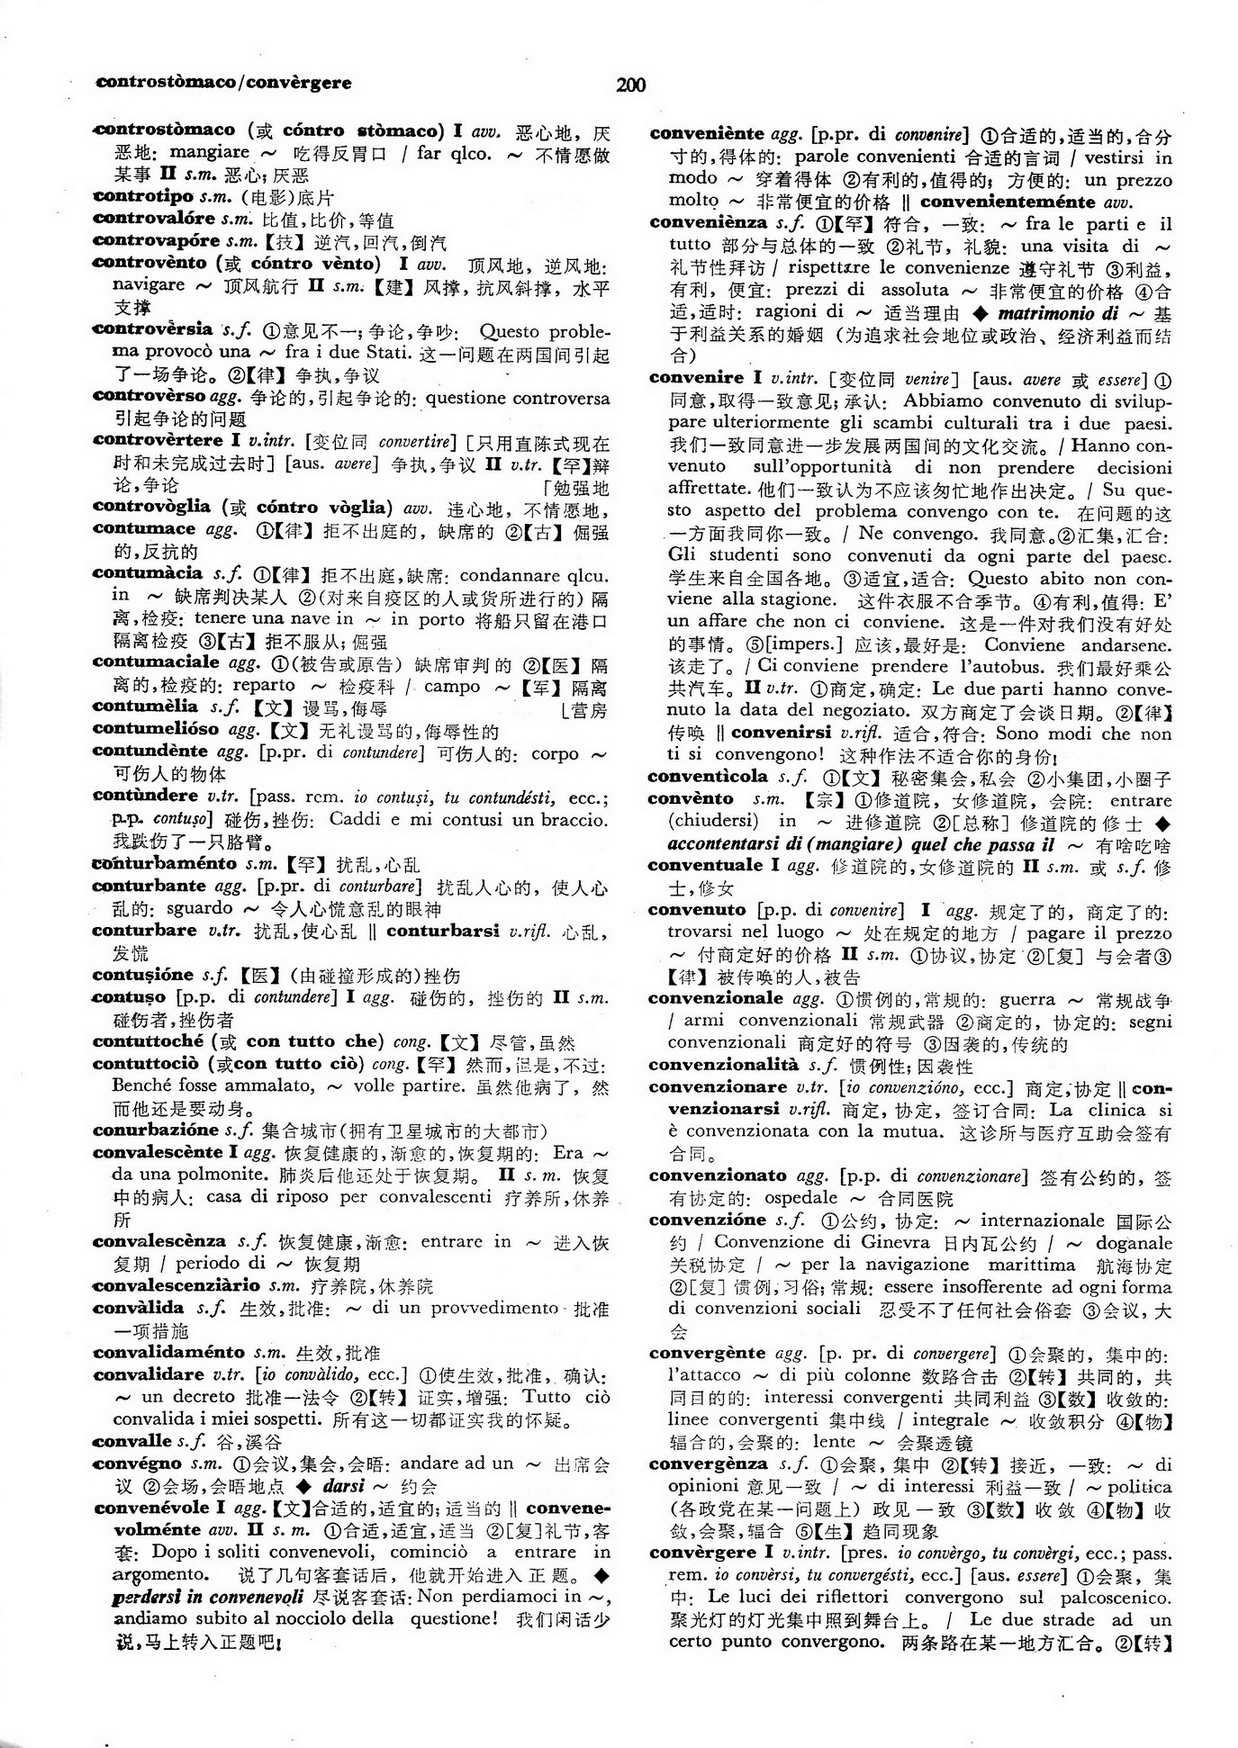 controstòmaco/convèrgere
200
controstòmaco (或 cóntro stòmaco) I avv. 恶心地, 厌
恶地: mangiare ~ 吃得反胃口 / far qlco. ~ 不情愿做
某事 II s.m. 恶心; 厌恶
controtipo s.m. (电影)底片
controvalóre s.m. 比值,比价,等值
controvapóre s.m.【技】逆汽,回汽,倒汽
controvènto (或 cóntro vènto) I avv. 顶风地, 逆风地:
navigare ~ 顶风航行 II s.m.【建】风撑, 抗风斜撑, 水平
支撑
controvèrsia s.f. ①意见不一; 争论,争吵: Questo proble-
ma provocò una ~ fra i due Stati. 这一问题在两国间引起
了一场争论。②【律】争执,争议
controvèrso agg. 争论的,引起争论的: questione controversa
引起争论的问题
controvèrtere I v.intr. [变位同 convertire] [只用直陈式现在
时和未完成过去时] [aus. avere] 争执,争议 II v.tr.【罕】辩
论,争论 「勉强地
controvòglia (或 cóntro vòglia) avv. 违心地, 不情愿地,
contumace agg. ①【律】拒不出庭的, 缺席的 ②【古】倔强
的,反抗的
contumàcia s.f. ①【律】拒不出庭,缺席: condannare qlcu.
in ~ 缺席判决某人 ②(对来自疫区的人或货所进行的) 隔
离,检疫: tenere una nave in ~ in porto 将船只留在港口
隔离检疫 ③【古】拒不服从; 倔强
contumaciale agg. ①(被告或原告) 缺席审判的 ②【医】隔
离的,检疫的: reparto ~ 检疫科 / campo ~【军】隔离
contumèlia s.f.【文】谩骂,侮辱 ⌊营房
contumelióso agg.【文】无礼谩骂的,侮辱性的
contundènte agg. [p.pr. di contundere] 可伤人的: corpo ~
可伤人的物体
contùndere v.tr. [pass. rem. io contuṣi, tu contundésti, ecc.;
p.p. contuṣo] 碰伤,挫伤: Caddi e mi contusi un braccio.
我跌伤了一只胳臂。
conturbaménto s.m.【罕】扰乱,心乱
conturbante agg. [p.pr. di conturbare] 扰乱人心的, 使人心
乱的: sguardo ~ 令人心慌意乱的眼神
conturbare v.tr. 扰乱,使心乱 ‖ conturbarsi v.rifl. 心乱,
发慌
contuṣióne s.f.【医】(由碰撞形成的)挫伤
contuṣo [p.p. di contundere] I agg. 碰伤的, 挫伤的 II s.m.
碰伤者,挫伤者
contuttoché (或 con tutto che) cong.【文】尽管,虽然
contuttociò (或con tutto ciò) cong.【罕】然而,但是,不过:
Benché fosse ammalato, ~ volle partire. 虽然他病了, 然
而他还是要动身。
conurbazióne s.f. 集合城市(拥有卫星城市的大都市)
convalescènte I agg. 恢复健康的,渐愈的,恢复期的: Era ~
da una polmonite. 肺炎后他还处于恢复期。 II s. m. 恢复
中的病人: casa di riposo per convalescenti 疗养所,休养
所
convalescènza s.f. 恢复健康,渐愈: entrare in ~ 进入恢
复期 / periodo di ~ 恢复期
convalescenziàrio s.m. 疗养院,休养院
convàlida s.f. 生效,批准: ~ di un provvedimento 批准
一项措施
convalidaménto s.m. 生效,批准
convalidare v.tr. [io convàlido, ecc.] ①使生效,批准, 确认:
~ un decreto 批准一法令 ②【转】证实,增强: Tutto ciò
convalida i miei sospetti. 所有这一切都证实我的怀疑。
convalle s.f. 谷,溪谷
convégno s.m. ①会议,集会,会晤: andare ad un ~ 出席会
议 ②会场,会晤地点 ◆ darsi ~ 约会
convenévole I agg.【文】合适的,适宜的; 适当的 ‖ convene-
volménte avv. II s. m. ①合适,适宜,适当 ②[复]礼节,客
套: Dopo i soliti convenevoli, cominciò a entrare in
argomento. 说了几句客套话后, 他就开始进入正题。 ◆
perdersi in convenevoli 尽说客套话: Non perdiamoci in ~,
andiamo subito al nocciolo della questione! 我们闲话少
说,马上转入正题吧!
conveniènte agg. [p.pr. di convenire] ①合适的,适当的,合分
寸的,得体的: parole convenienti 合适的言词 / vestirsi in
modo ~ 穿着得体 ②有利的,值得的; 方便的: un prezzo
molto ~ 非常便宜的价格 ‖ convenienteménte avv.
conveniènza s.f. ①【罕】符合, 一致: ~ fra le parti e il
tutto 部分与总体的一致 ②礼节, 礼貌: una visita di ~
礼节性拜访 / rispettare le convenienze 遵守礼节 ③利益,
有利, 便宜: prezzi di assoluta ~ 非常便宜的价格 ④合
适,适时: ragioni di ~ 适当理由 ◆ matrimonio di ~ 基
于利益关系的婚姻 (为追求社会地位或政治、经济利益而结
合)
convenire I v.intr. [变位同 venire] [aus. avere 或 essere] ①
同意,取得一致意见; 承认: Abbiamo convenuto di svilup-
pare ulteriormente gli scambi culturali tra i due paesi.
我们一致同意进一步发展两国间的文化交流。/ Hanno con-
venuto sull'opportunità di non prendere decisioni
affrettate. 他们一致认为不应该匆忙地作出决定。/ Su que-
sto aspetto del problema convengo con te. 在问题的这
一方面我同你一致。/ Ne convengo. 我同意。②汇集,汇合:
Gli studenti sono convenuti da ogni parte del paese.
学生来自全国各地。③适宜,适合: Questo abito non con-
viene alla stagione. 这件衣服不合季节。④有利,值得: E'
un affare che non ci conviene. 这是一件对我们没有好处
的事情。⑤[impers.] 应该,最好是: Conviene andarsene.
该走了。/ Ci conviene prendere l'autobus. 我们最好乘公
共汽车。 II v.tr. ①商定,确定: Le due parti hanno conve-
nuto la data del negoziato. 双方商定了会谈日期。②【律】
传唤 ‖ convenirsi v.rifl. 适合,符合: Sono modi che non
ti si convengono! 这种作法不适合你的身份!
conventìcola s.f. ①【文】秘密集会,私会 ②小集团,小圈子
convènto s.m. 【宗】①修道院, 女修道院, 会院: entrare
(chiudersi) in ~ 进修道院 ②[总称] 修道院的修士 ◆
accontentarsi di (mangiare) quel che passa il ~ 有啥吃啥
conventuale I agg. 修道院的,女修道院的 II s.m. 或 s.f. 修
士,修女
convenuto [p.p. di convenire] I agg. 规定了的, 商定了的:
trovarsi nel luogo ~ 处在规定的地方 / pagare il prezzo
~ 付商定好的价格 II s.m. ①协议,协定 ②[复] 与会者③
【律】被传唤的人,被告
convenzionale agg. ①惯例的,常规的: guerra ~ 常规战争
/ armi convenzionali 常规武器 ②商定的, 协定的: segni
convenzionali 商定好的符号 ③因袭的,传统的
convenzionalità s.f. 惯例性; 因袭性
convenzionare v.tr. [io convenzióno, ecc.] 商定,协定 ‖ con-
venzionarsi v.rifl. 商定, 协定, 签订合同: La clinica si
è convenzionata con la mutua. 这诊所与医疗互助会签有
合同。
convenzionato agg. [p.p. di convenzionare] 签有公约的, 签
有协定的: ospedale ~ 合同医院
convenzióne s.f. ①公约, 协定: ~ internazionale 国际公
约 / Convenzione di Ginevra 日内瓦公约 / ~ doganale
关税协定 / ~ per la navigazione marittima 航海协定
②[复] 惯例,习俗; 常规: essere insofferente ad ogni forma
di convenzioni sociali 忍受不了任何社会俗套 ③会议, 大
会
convergènte agg. [p. pr. di convergere] ①会聚的, 集中的:
l'attacco ~ di più colonne 数路合击 ②【转】共同的, 共
同目的的: interessi convergenti 共同利益 ③【数】收敛的:
linee convergenti 集中线 / integrale ~ 收敛积分 ④【物】
辐合的,会聚的: lente ~ 会聚透镜
convergènza s.f. ①会聚, 集中 ②【转】接近, 一致: ~ di
opinioni 意见一致 / ~ di interessi 利益一致 / ~ politica
(各政党在某一问题上) 政见一致 ③【数】收敛 ④【物】收
敛,会聚,辐合 ⑤【生】趋同现象
convèrgere I v.intr. [pres. io convèrgo, tu convèrgi, ecc.; pass.
rem. io convèrsi, tu convergésti, ecc.] [aus. essere] ①会聚, 集
中: Le luci dei riflettori convergono sul palcoscenico.
聚光灯的灯光集中照到舞台上。 / Le due strade ad un
certo punto convergono. 两条路在某一地方汇合。②【转】